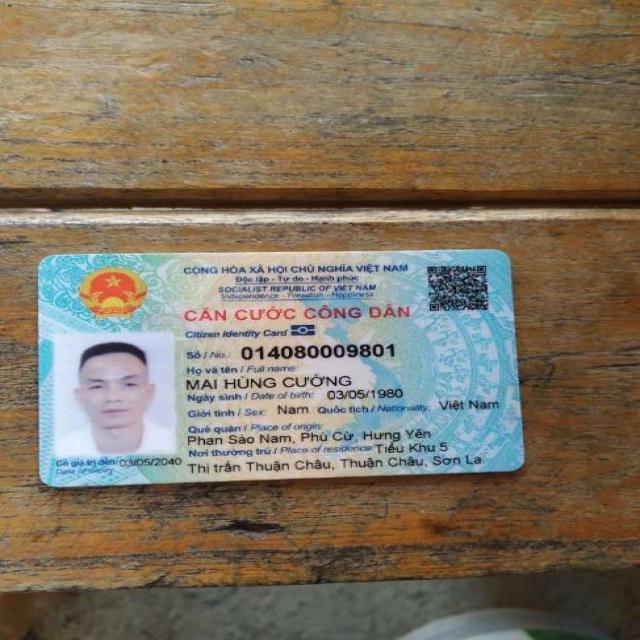 CỘNG HÒA XÃ HỘI CHỦ NGHĨA VIỆT NAM
Độc lập - Tự do - Hạnh phúc
SOCIALIST REPUBLIC OF VIET NAM
Independence - Freedom - Happiness
CĂN CƯỚC CÔNG DÂN
Citizen Identity Card
Số / No.: 014080009801
Họ và tên / Full name:
MAI HÙNG CƯỜNG
Ngày sinh / Date of birth: 03/05/1980
Giới tính / Sex: Nam Quốc tịch / Nationality: Việt Nam
Quê quán / Place of origin:
Phan Sào Nam, Phù Cừ, Hưng Yên
Nơi thường trú / Place of residence: Tiểu Khu 5
Thị trấn Thuận Châu, Thuận Châu, Sơn La
Có giá trị đến: 03/05/2040
Date of expiry